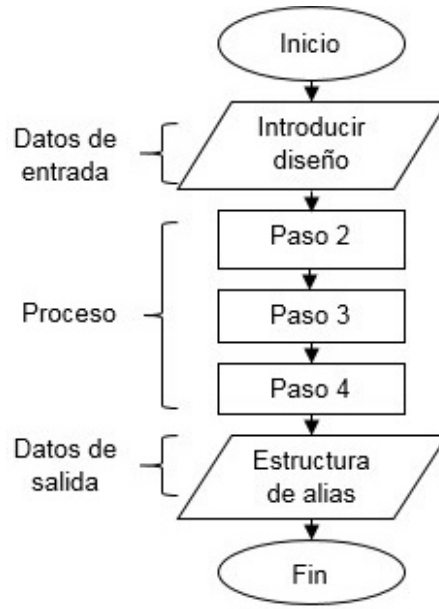 Inicio
Datos de
entrada
Introducir
diseño
Proceso
Paso 2
Paso 3
Paso 4
Datos de
salida
Estructura
de alias
Fin